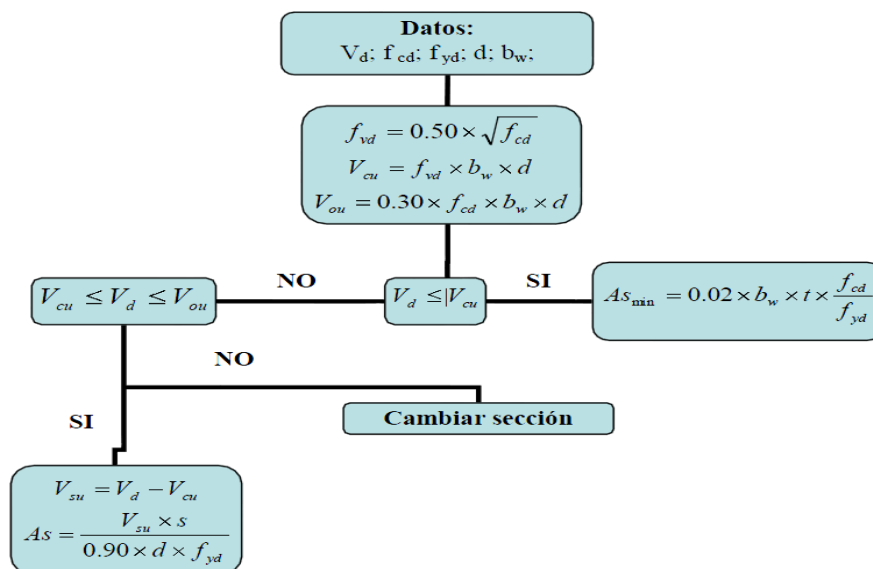 Datos:
V_d; f_cd; f_yd; d; b_w;
f_vd = 0.50 × √f_cd
V_cu = f_vd × b_w × d
V_ou = 0.30 × f_cd × b_w × d
NO
SI
V_cu ≤ V_d ≤ V_ou
V_d ≤ |V_cu
As_min = 0.02 × b_w × t × f_cd / f_yd
NO
SI
Cambiar sección
V_su = V_d − V_cu
As = V_su × s / 0.90 × d × f_yd